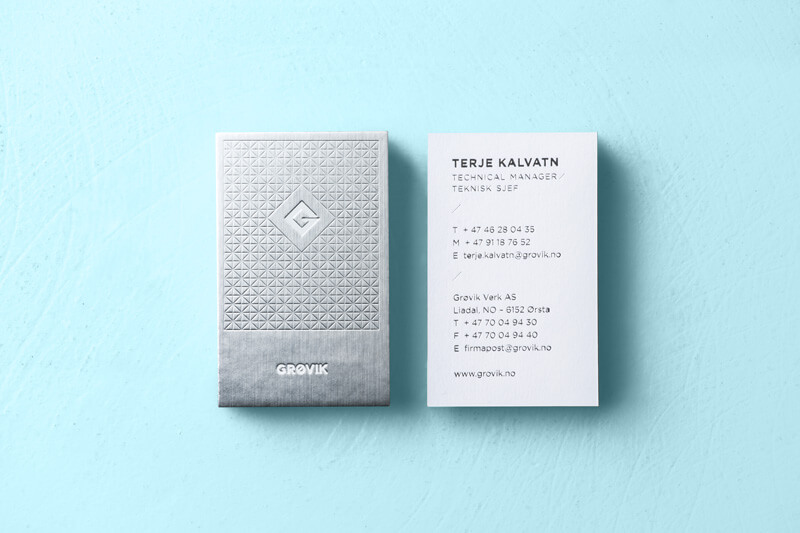 G
GRØVIK
TERJE KALVATN
TECHNICAL MANAGER /
TEKNISK SJEF
/
T + 47 46 28 04 35
M + 47 91 18 76 52
E terje.kalvatn@grovik.no
/
Grøvik Verk AS
Liadal, NO – 6152 Ørsta
T + 47 70 04 94 30
F + 47 70 04 94 40
E firmapost@grovik.no
www.grovik.no